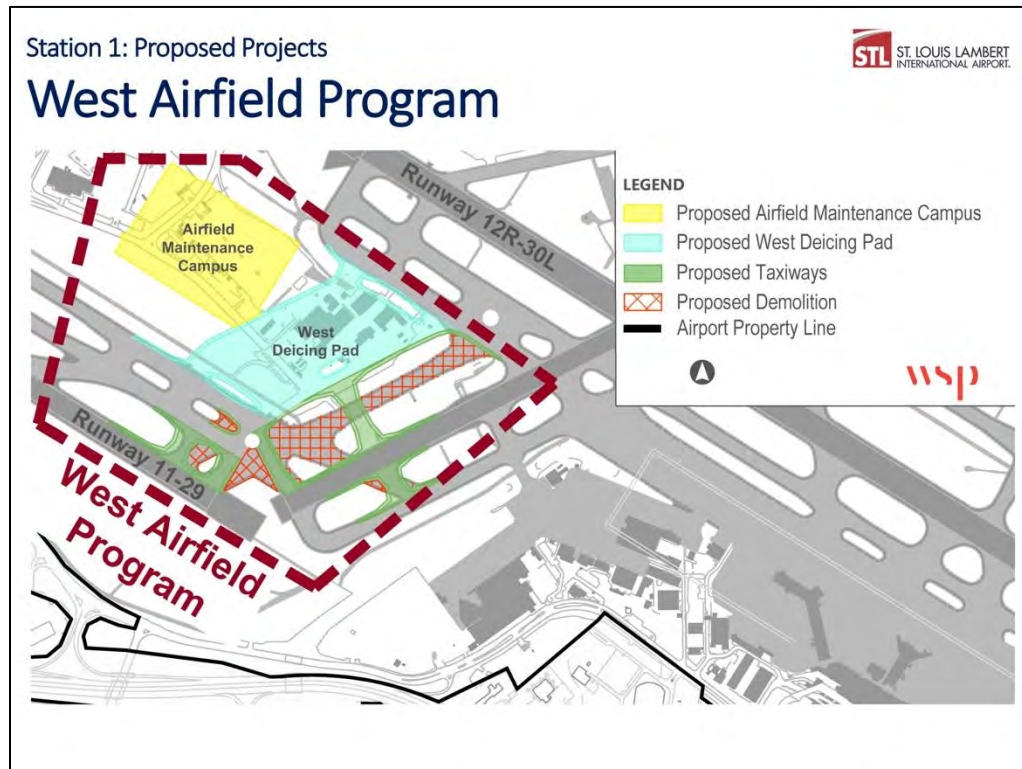 Station 1: Proposed Projects
West Airfield Program
STL
ST. LOUIS LAMBERT
INTERNATIONAL AIRPORT.
Runway 12R-30L
Airfield
Maintenance
Campus
West
Deicing Pad
Runway 11-29
West Airfield
Program
LEGEND
Proposed Airfield Maintenance Campus
Proposed West Deicing Pad
Proposed Taxiways
Proposed Demolition
Airport Property Line
wsp